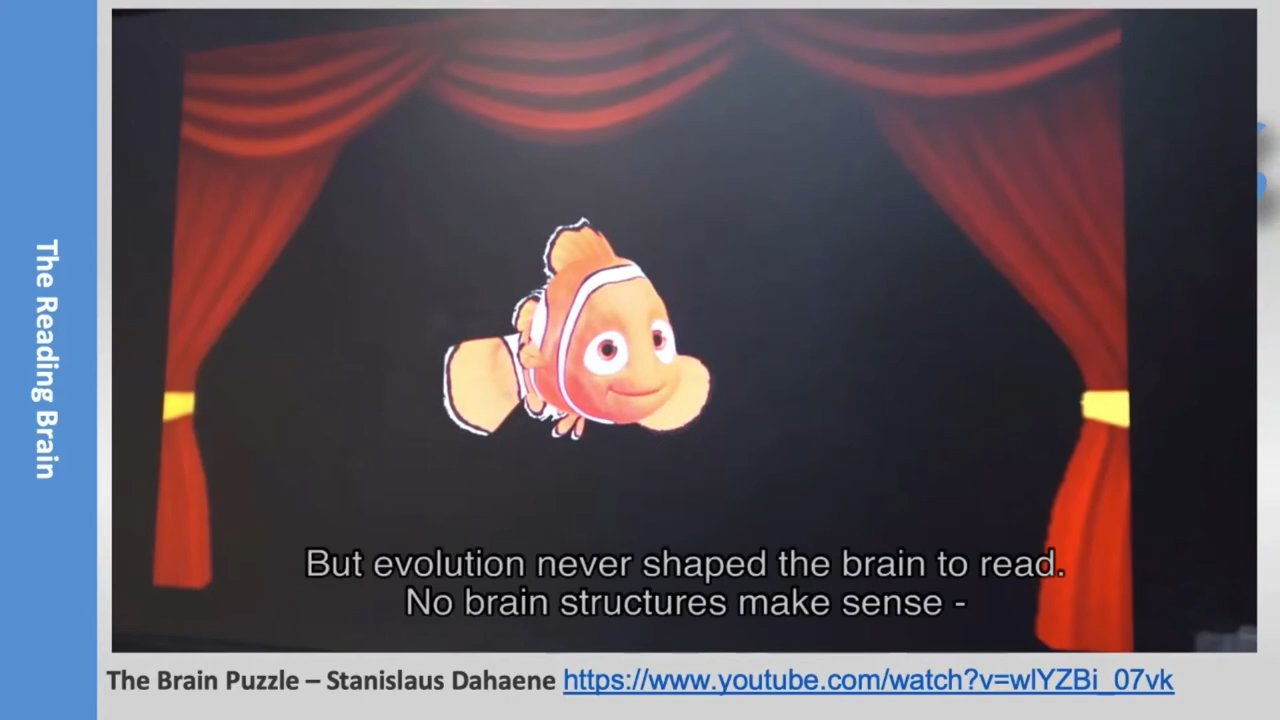 The Reading Brain
But evolution never shaped the brain to read.
No brain structures make sense -
The Brain Puzzle – Stanislaus Dahaene https://www.youtube.com/watch?v=wlYZBi_07vk